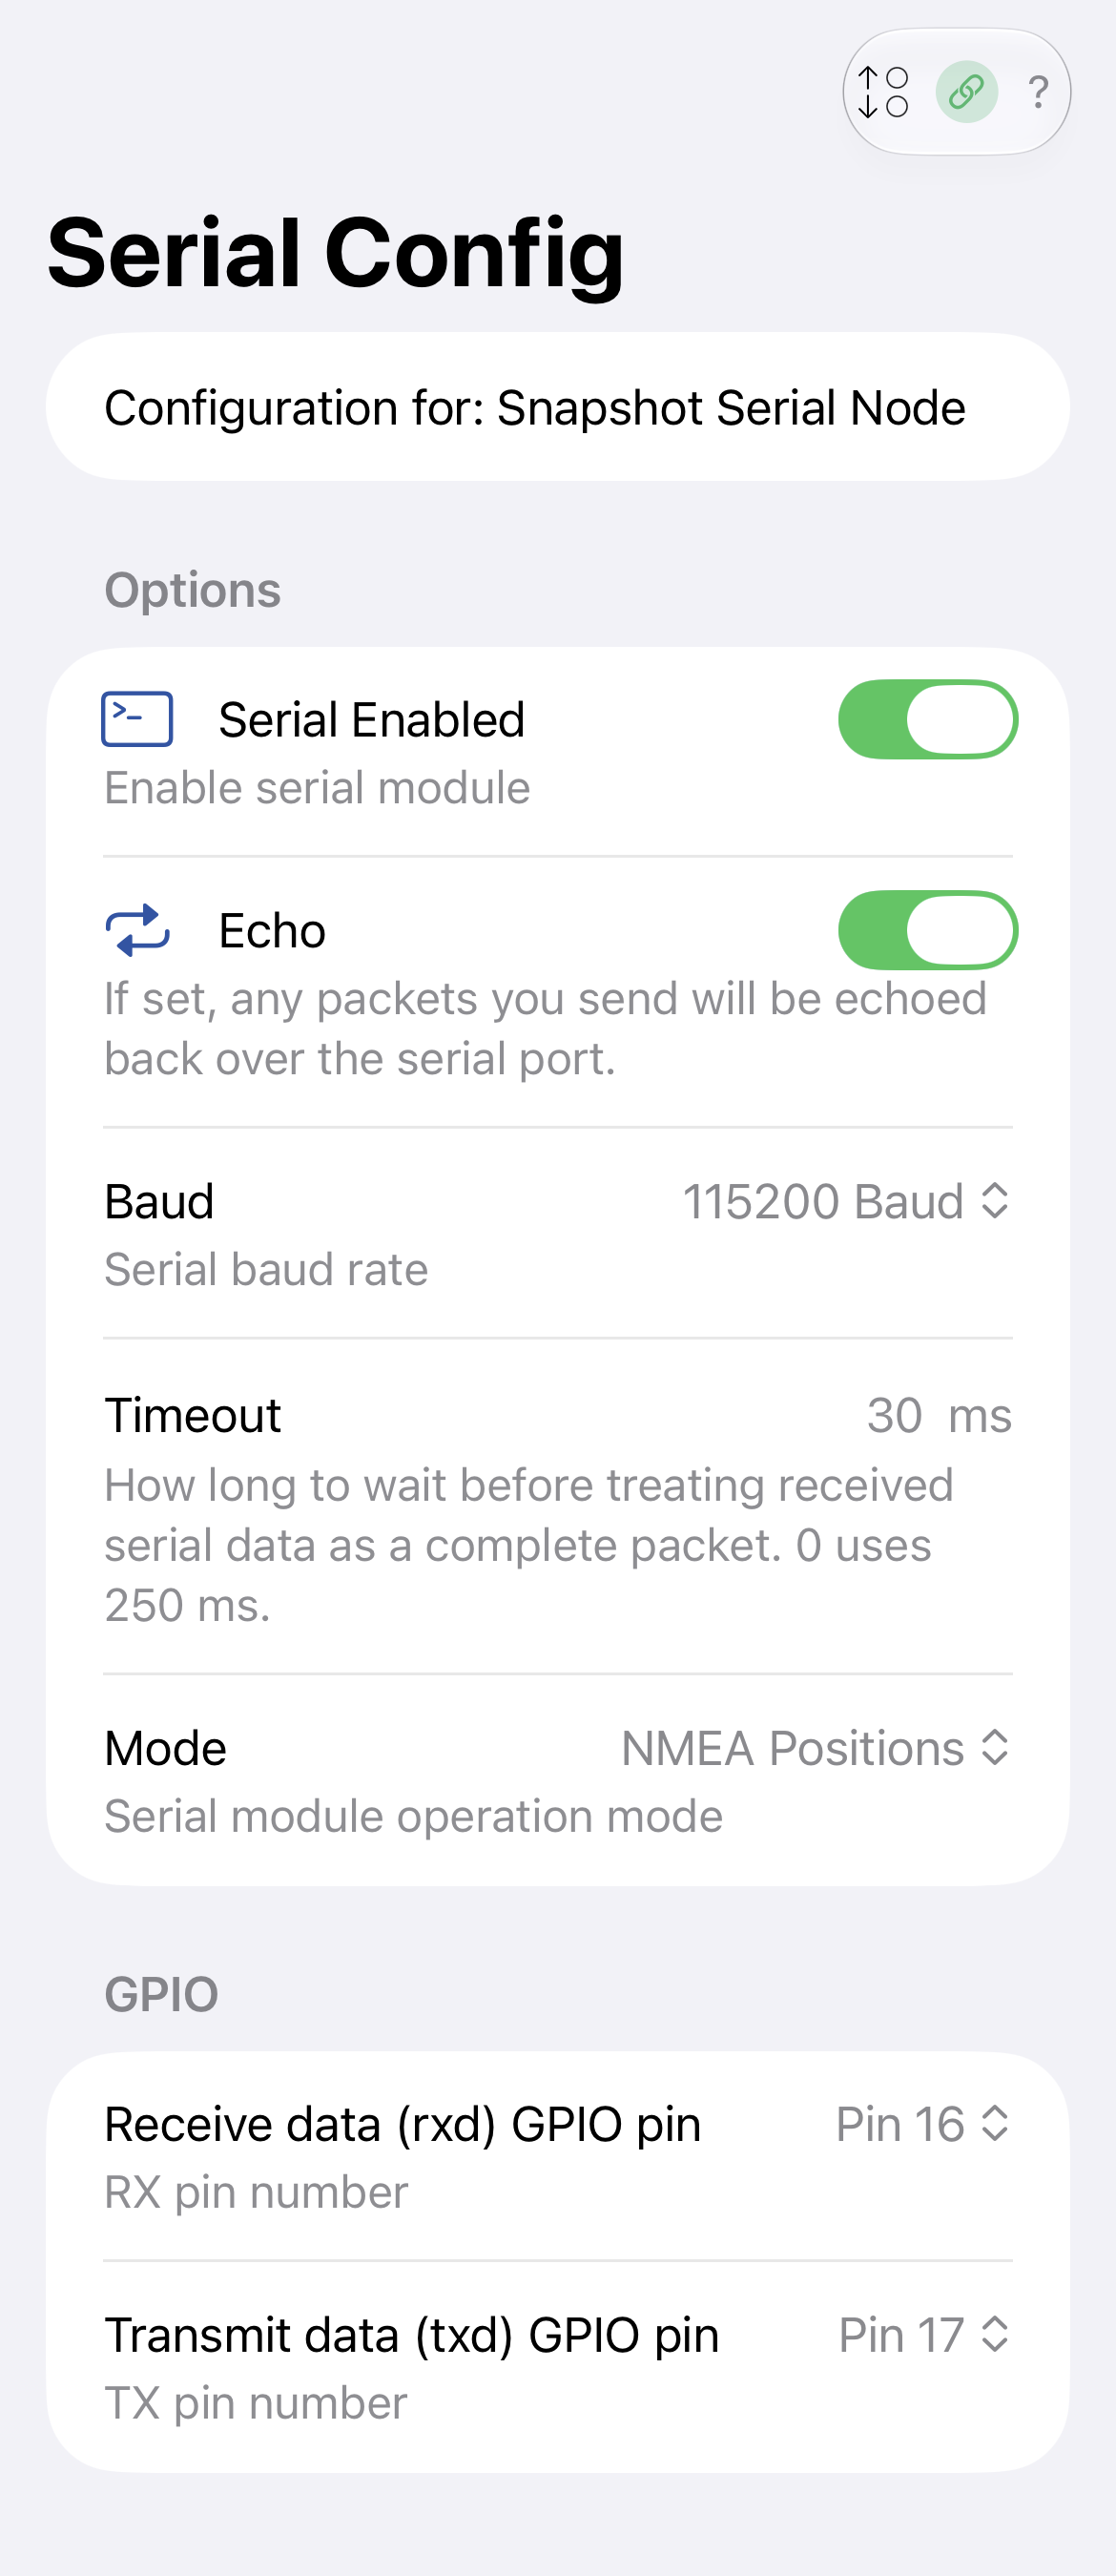 ?
Serial Config
Configuration for: Snapshot Serial Node
Options
>_ Serial Enabled
Enable serial module
Echo
If set, any packets you send will be echoed
back over the serial port.
Baud 115200 Baud
Serial baud rate
Timeout 30 ms
How long to wait before treating received
serial data as a complete packet. 0 uses
250 ms.
Mode NMEA Positions
Serial module operation mode
GPIO
Receive data (rxd) GPIO pin Pin 16
RX pin number
Transmit data (txd) GPIO pin Pin 17
TX pin number